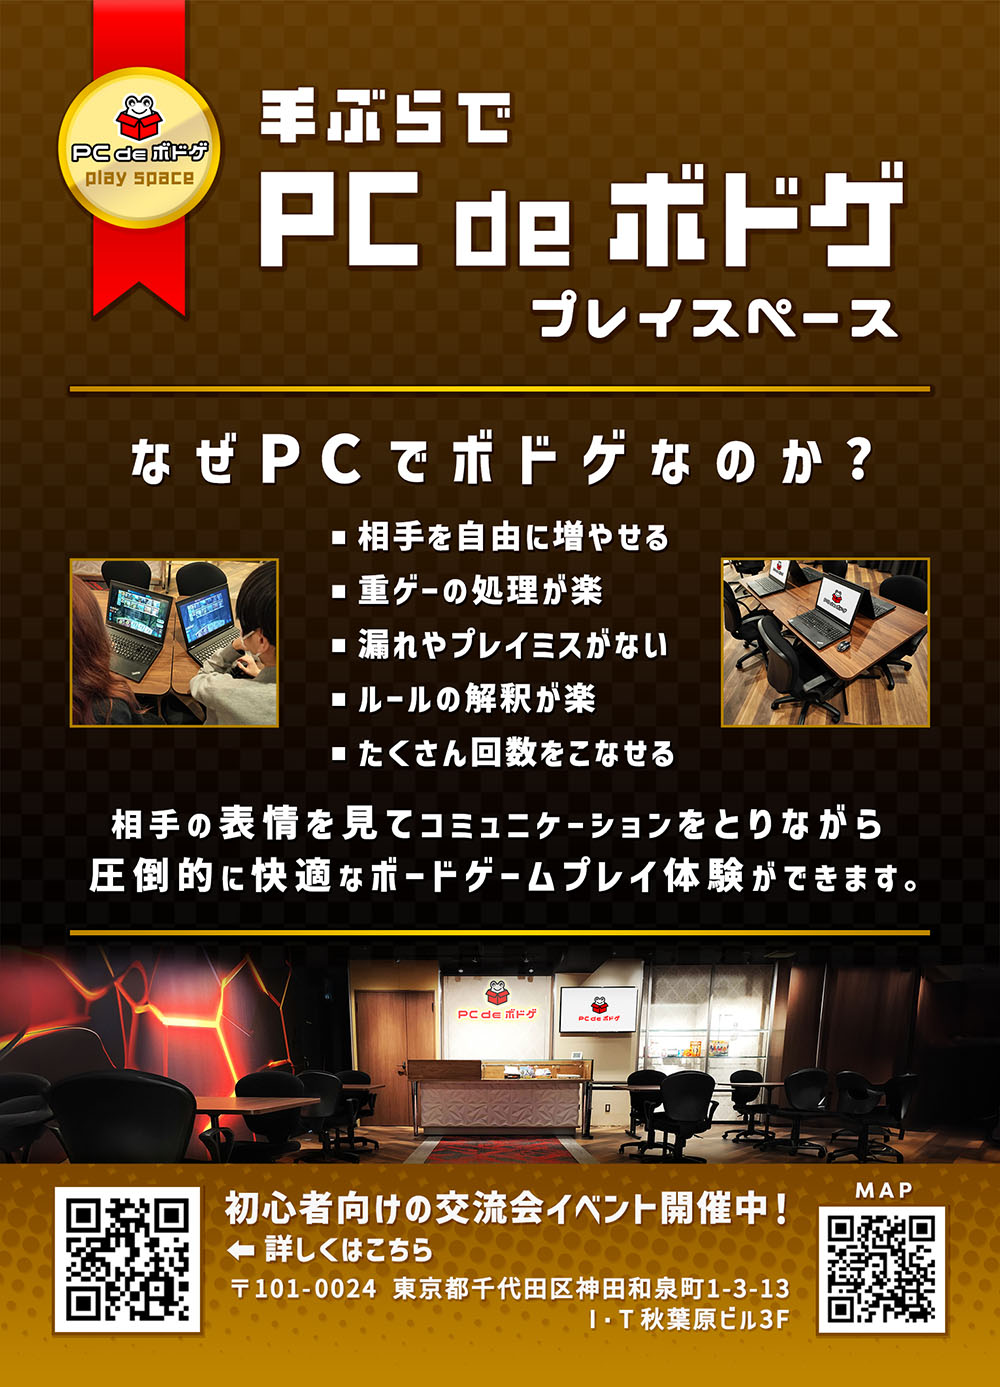 PC de ボドゲ
play space
手ぶらで
PC de ボドゲ
プレイスペース
なぜPCでボドゲなのか？
■ 相手を自由に増やせる
■ 重ゲーの処理が楽
■ 漏れやプレイミスがない
■ ルールの解釈が楽
■ たくさん回数をこなせる
相手の表情を見てコミュニケーションをとりながら
圧倒的に快適なボードゲームプレイ体験ができます。
PC de ボドゲ
PC de ボドゲ
初心者向けの交流会イベント開催中！
← 詳しくはこちら
〒101-0024 東京都千代田区神田和泉町1-3-13
I・T 秋葉原ビル3F
MAP